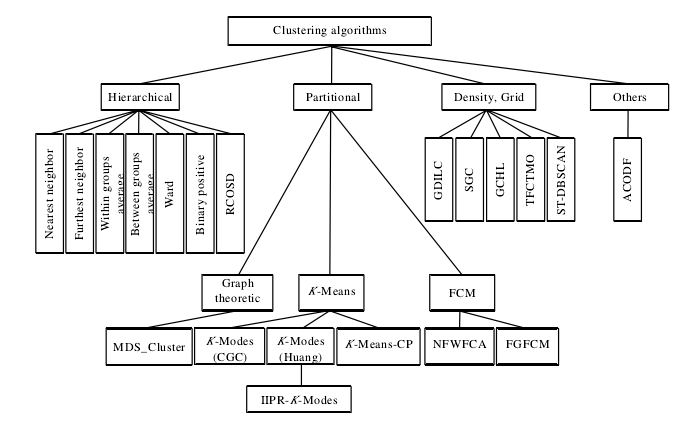 Clustering algorithms
Hierarchical
Partitional
Density, Grid
Others
Nearest neighbor
Furthest neighbor
Within groups
average
Between groups
average
Ward
Binary positive
RCOSD
GDILC
SGC
GCHL
TFCTMO
ST-DBSCAN
ACODF
Graph
theoretic
K-Means
FCM
MDS_Cluster
K-Modes
(CGC)
K-Modes
(Huang)
K-Means-CP
NFWFCA
FGFCM
IIPR-K-Modes